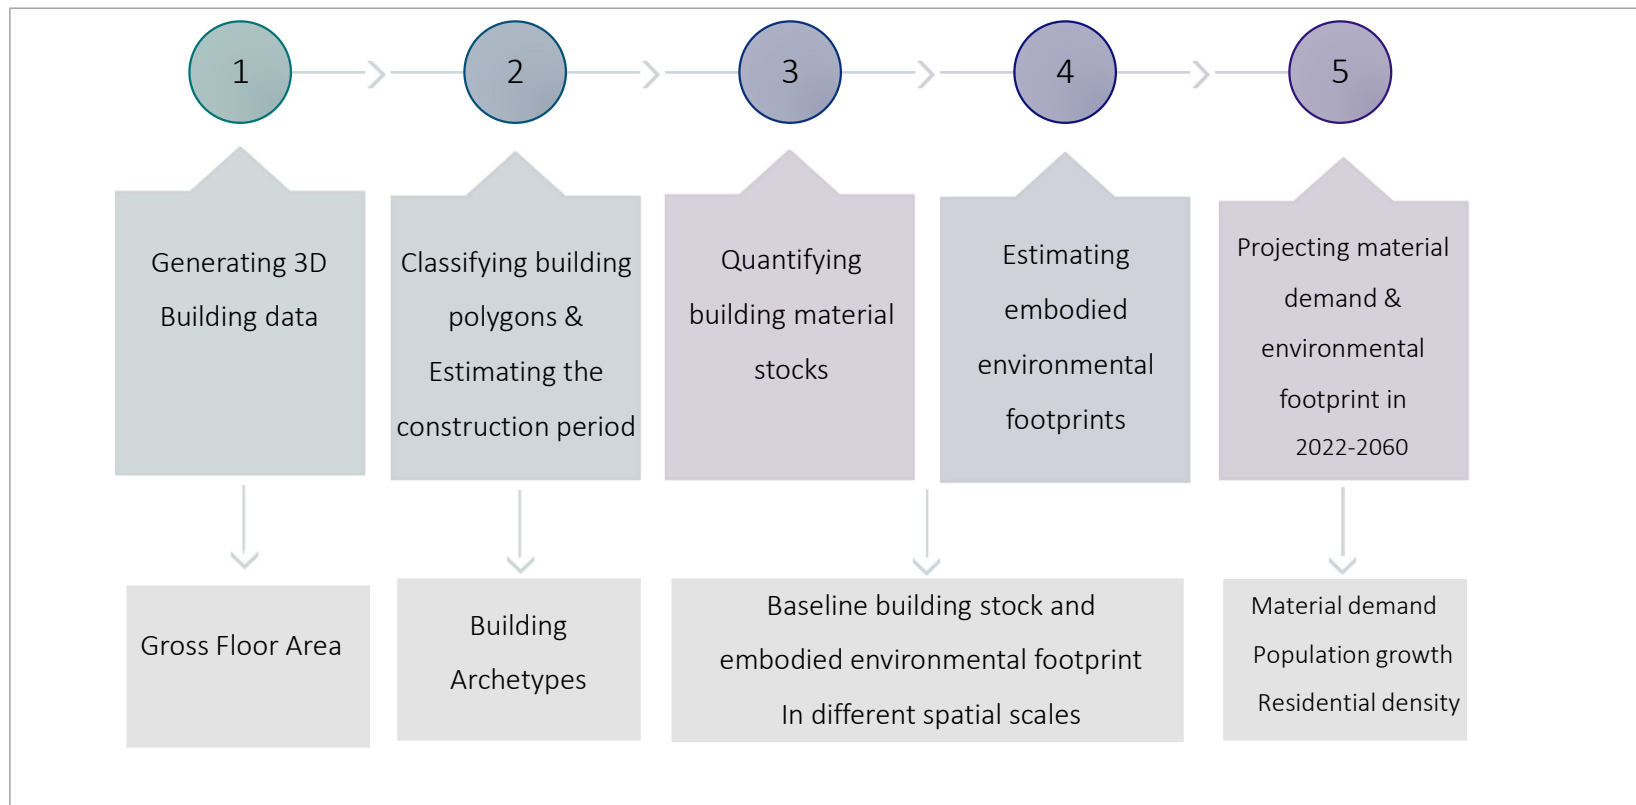 1
2
3
4
5
Generating 3D
Building data
Classifying building
polygons &
Estimating the
construction period
Quantifying
building material
stocks
Estimating
embodied
environmental
footprints
Projecting material
demand &
environmental
footprint in
2022-2060
Gross Floor Area
Building
Archetypes
Baseline building stock and
embodied environmental footprint
In different spatial scales
Material demand
Population growth
Residential density